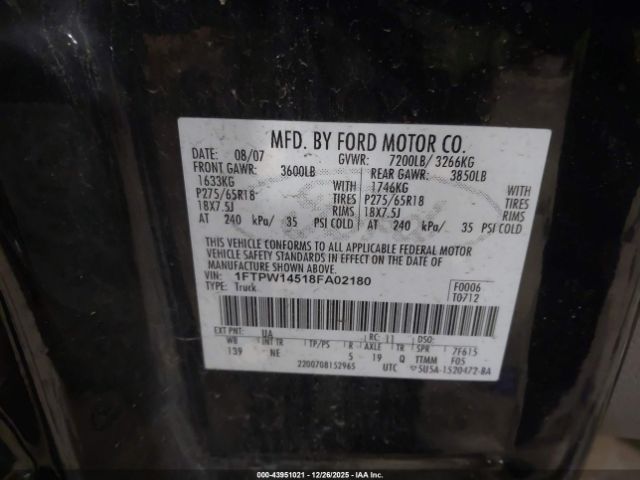 MFD. BY FORD MOTOR CO.
DATE: 08/07 GVWR: 7200LB/ 3266KG
FRONT GAWR: 3600LB REAR GAWR: 3850LB
1633KG WITH 1746KG WITH
P275/65R18 TIRES P275/65R18 TIRES
18X7.5J RIMS 18X7.5J RIMS
AT 240 kPa/ 35 PSI COLD AT 240 kPa/ 35 PSI COLD
THIS VEHICLE CONFORMS TO ALL APPLICABLE FEDERAL MOTOR
VEHICLE SAFETY STANDARDS IN EFFECT ON THE DATE OF
MANUFACTURE SHOWN ABOVE.
VIN: 1FTPW14518FA02180 F0006
TYPE: Truck T0712
EXT PNT: UA RC: DSO:
WB INT TR TP/PS R AXLE TR SPR 7F615
139 NE 5 19 Q TTMM F05
2200708152965 UTC 5U5A-1520472-BA
43951021 - 12/26/2025 - IAAI.COM